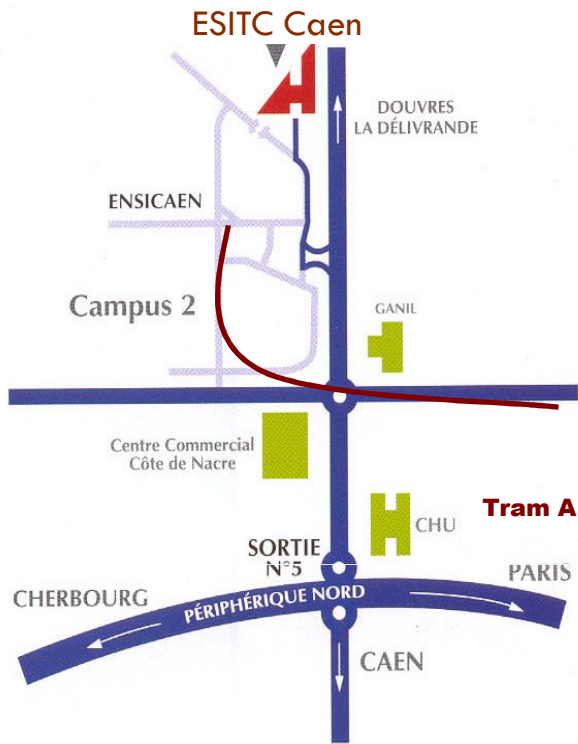 ESITC Caen
DOUVRES
LA DÉLIVRANDE
ENSICAEN
Campus 2
GANIL
Centre Commercial
Côte de Nacre
Tram A
CHU
SORTIE
N°5
PARIS
CHERBOURG
PÉRIPHÉRIQUE NORD
CAEN